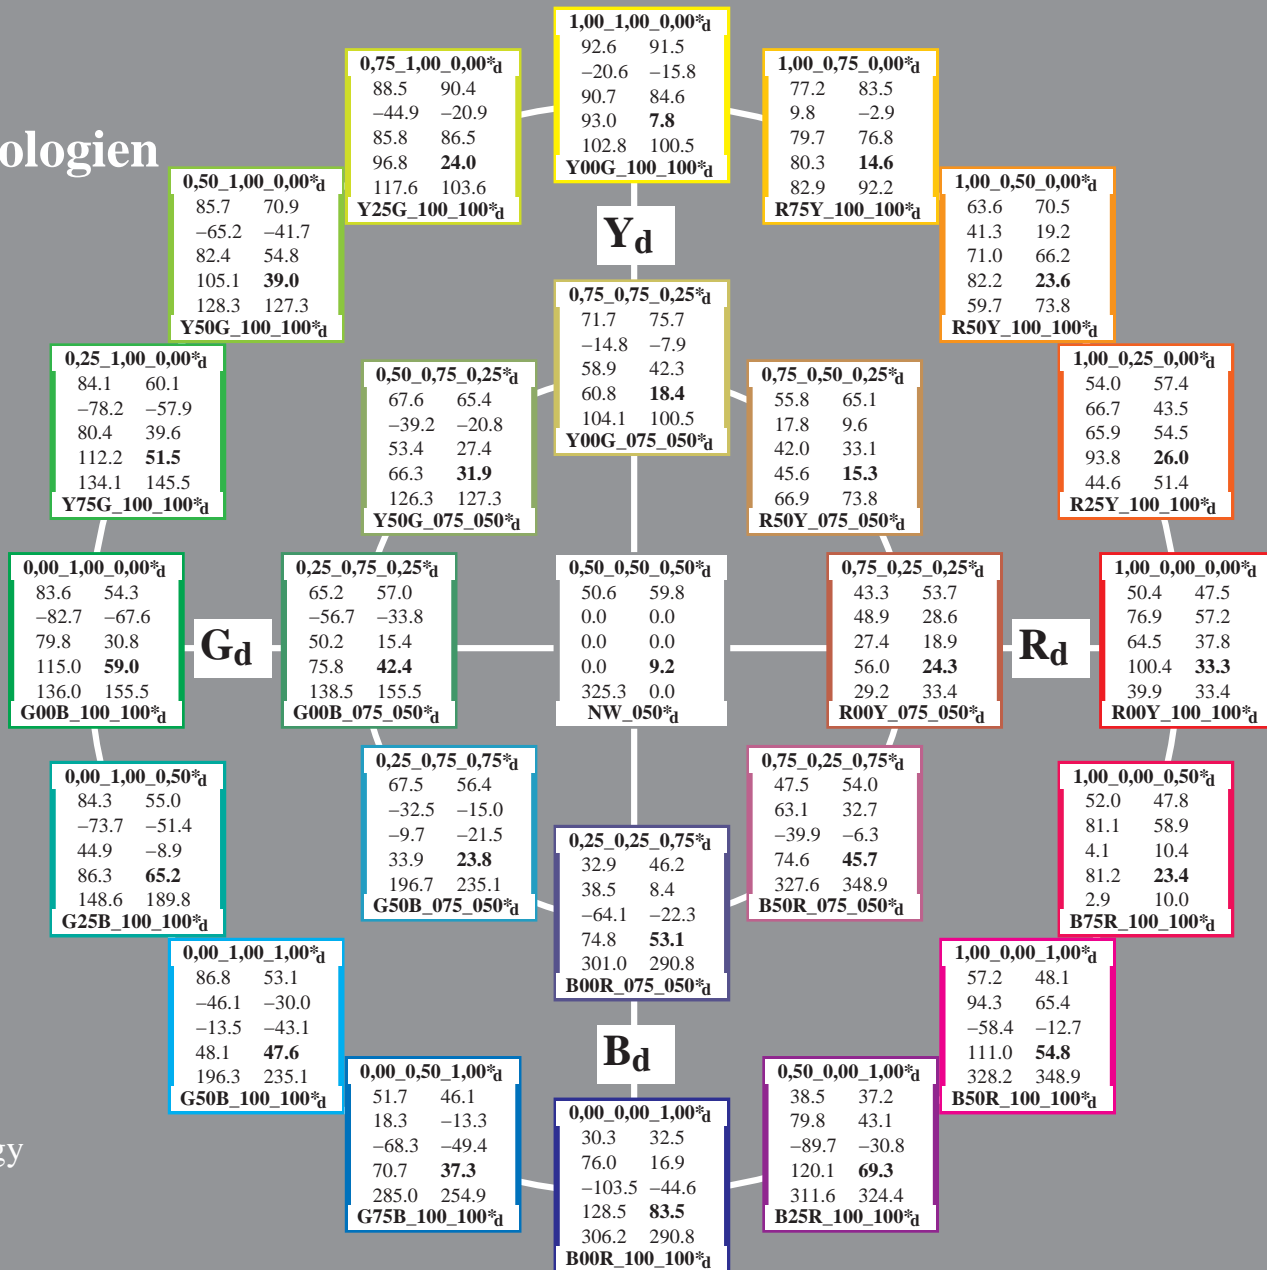 1,00_1,00_0,00*d
92.6 91.5
–20.6 –15.8
90.7 84.6
93.0 7.8
102.8 100.5
Y00G_100_100*d
0,75_1,00_0,00*d
88.5 90.4
–44.9 –20.9
85.8 86.5
96.8 24.0
117.6 103.6
Y25G_100_100*d
1,00_0,75_0,00*d
77.2 83.5
9.8 –2.9
79.7 76.8
80.3 14.6
82.9 92.2
R75Y_100_100*d
ologien
0,50_1,00_0,00*d
85.7 70.9
–65.2 –41.7
82.4 54.8
105.1 39.0
128.3 127.3
Y50G_100_100*d
1,00_0,50_0,00*d
63.6 70.5
41.3 19.2
71.0 66.2
82.2 23.6
59.7 73.8
R50Y_100_100*d
Yd
0,75_0,75_0,25*d
71.7 75.7
–14.8 –7.9
58.9 42.3
60.8 18.4
104.1 100.5
Y00G_075_050*d
0,25_1,00_0,00*d
84.1 60.1
–78.2 –57.9
80.4 39.6
112.2 51.5
134.1 145.5
Y75G_100_100*d
0,50_0,75_0,25*d
67.6 65.4
–39.2 –20.8
53.4 27.4
66.3 31.9
126.3 127.3
Y50G_075_050*d
0,75_0,50_0,25*d
55.8 65.1
17.8 9.6
42.0 33.1
45.6 15.3
66.9 73.8
R50Y_075_050*d
1,00_0,25_0,00*d
54.0 57.4
66.7 43.5
65.9 54.5
93.8 26.0
44.6 51.4
R25Y_100_100*d
0,00_1,00_0,00*d
83.6 54.3
–82.7 –67.6
79.8 30.8
115.0 59.0
136.0 155.5
G00B_100_100*d
Gd
0,25_0,75_0,25*d
65.2 57.0
–56.7 –33.8
50.2 15.4
75.8 42.4
138.5 155.5
G00B_075_050*d
0,50_0,50_0,50*d
50.6 59.8
0.0 0.0
0.0 0.0
0.0 9.2
325.3 0.0
NW_050*d
0,75_0,25_0,25*d
43.3 53.7
48.9 28.6
27.4 18.9
56.0 24.3
29.2 33.4
R00Y_075_050*d
Rd
1,00_0,00_0,00*d
50.4 47.5
76.9 57.2
64.5 37.8
100.4 33.3
39.9 33.4
R00Y_100_100*d
0,00_1,00_0,50*d
84.3 55.0
–73.7 –51.4
44.9 –8.9
86.3 65.2
148.6 189.8
G25B_100_100*d
0,25_0,75_0,75*d
67.5 56.4
–32.5 –15.0
–9.7 –21.5
33.9 23.8
196.7 235.1
G50B_075_050*d
0,75_0,25_0,75*d
47.5 54.0
63.1 32.7
–39.9 –6.3
74.6 45.7
327.6 348.9
B50R_075_050*d
1,00_0,00_0,50*d
52.0 47.8
81.1 58.9
4.1 10.4
81.2 23.4
2.9 10.0
B75R_100_100*d
0,25_0,25_0,75*d
32.9 46.2
38.5 8.4
–64.1 –22.3
74.8 53.1
301.0 290.8
B00R_075_050*d
0,00_1,00_1,00*d
86.8 53.1
–46.1 –30.0
–13.5 –43.1
48.1 47.6
196.3 235.1
G50B_100_100*d
1,00_0,00_1,00*d
57.2 48.1
94.3 65.4
–58.4 –12.7
111.0 54.8
328.2 348.9
B50R_100_100*d
Bd
0,00_0,50_1,00*d
51.7 46.1
18.3 –13.3
–68.3 –49.4
70.7 37.3
285.0 254.9
G75B_100_100*d
0,50_0,00_1,00*d
38.5 37.2
79.8 43.1
–89.7 –30.8
120.1 69.3
311.6 324.4
B25R_100_100*d
0,00_0,00_1,00*d
30.3 32.5
76.0 16.9
–103.5 –44.6
128.5 83.5
306.2 290.8
B00R_100_100*d
gy